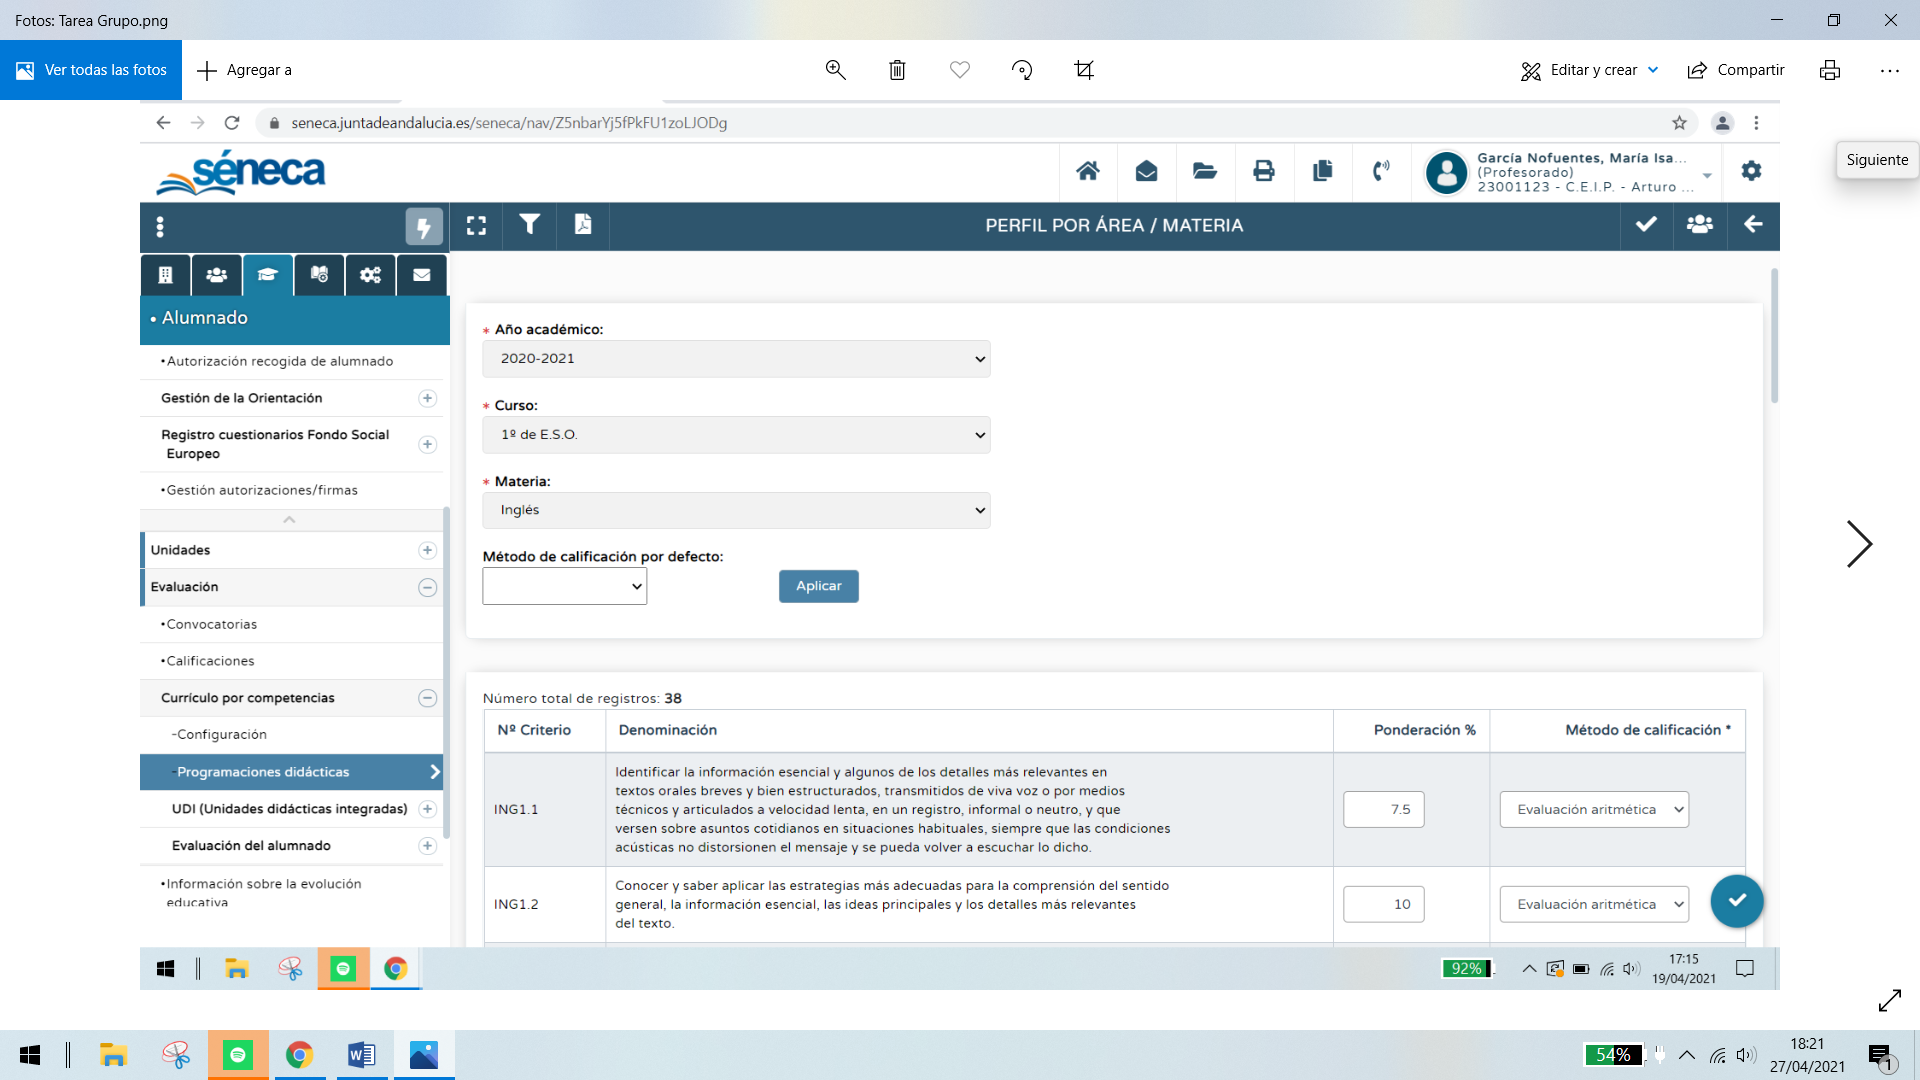 Fotos: Tarea Grupo.png
Ver todas las fotos
Agregar a
Editar y crear
Compartir
seneca.juntadeandalucia.es/seneca/nav/Z5nbarYj5fPkFU1zoLJODg
Siguiente
séneca
García Nofuentes, María Isa...
(Profesorado)
23001123 - C.E.I.P. - Arturo ...
PERFIL POR ÁREA / MATERIA
• Alumnado
•Autorización recogida de alumnado
Gestión de la Orientación
Registro cuestionarios Fondo Social
Europeo
•Gestión autorizaciones/firmas
Unidades
Evaluación
•Convocatorias
•Calificaciones
Currículo por competencias
-Configuración
-Programaciones didácticas
UDI (Unidades didácticas integradas)
Evaluación del alumnado
•Información sobre la evolución
educativa
* Año académico:
2020-2021
* Curso:
1º de E.S.O.
* Materia:
Inglés
Método de calificación por defecto:
Aplicar
Número total de registros: 38
Nº Criterio Denominación Ponderación % Método de calificación *
Identificar la información esencial y algunos de los detalles más relevantes en
textos orales breves y bien estructurados, transmitidos de viva voz o por medios
ING1.1 técnicos y articulados a velocidad lenta, en un registro, informal o neutro, y que 7.5 Evaluación aritmética
versen sobre asuntos cotidianos en situaciones habituales, siempre que las condiciones
acústicas no distorsionen el mensaje y se pueda volver a escuchar lo dicho.
Conocer y saber aplicar las estrategias más adecuadas para la comprensión del sentido
ING1.2 general, la información esencial, las ideas principales y los detalles más relevantes 10 Evaluación aritmética
del texto.
92%
17:15
19/04/2021
54%
18:21
27/04/2021
1